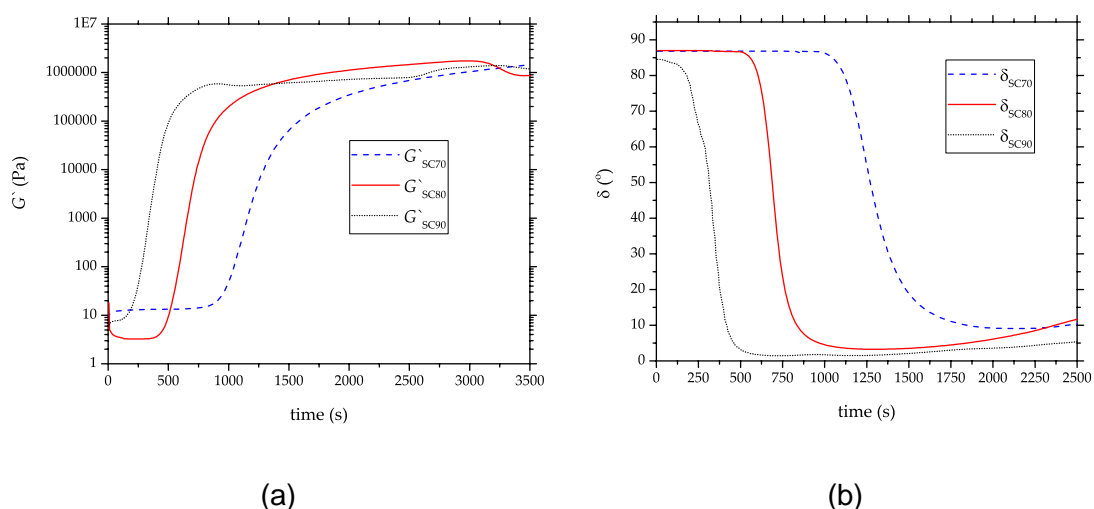 1E7
1000000
100000
10000
1000
100
10
1
G` (Pa)
0 500 1000 1500 2000 2500 3000 3500
time (s)
G`SC70
G`SC80
G`SC90
(a)
90
80
70
60
50
40
30
20
10
0
δ (°)
0 250 500 750 1000 1250 1500 1750 2000 2250 2500
time (s)
δSC70
δSC80
δSC90
(b)